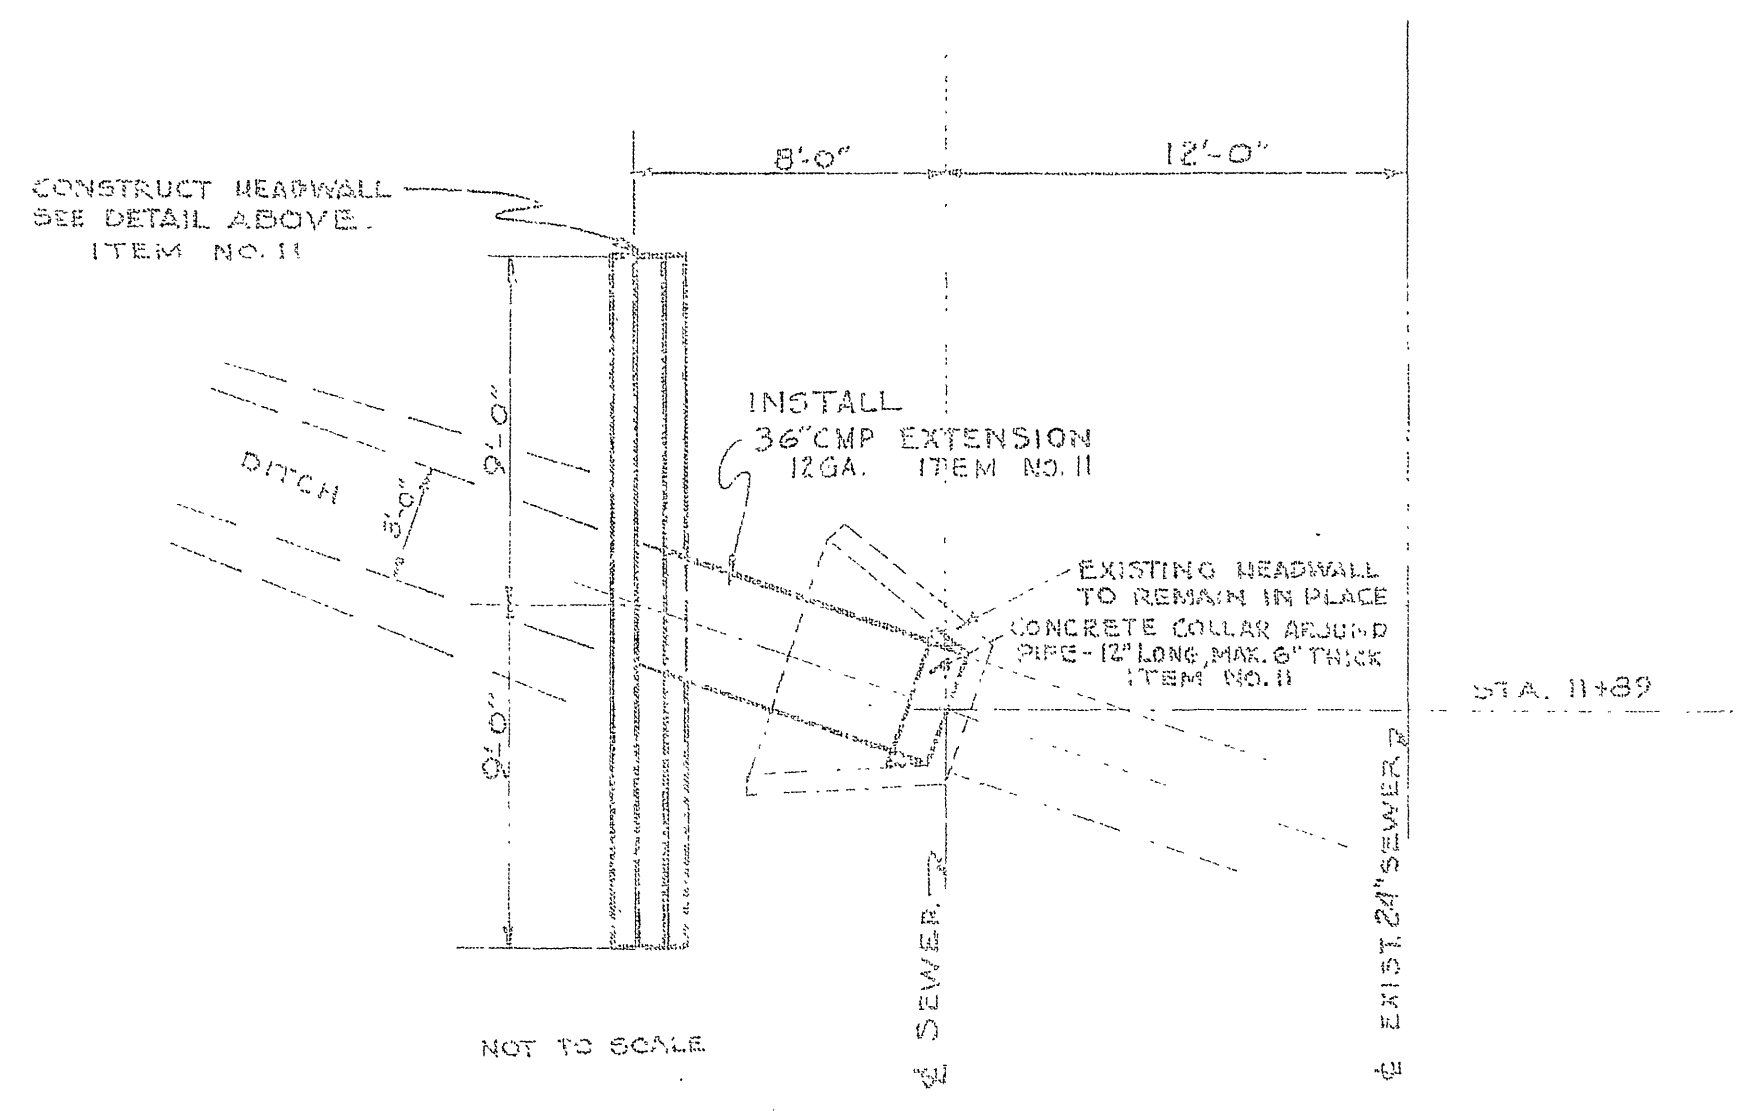 8'-0"
12'-0"
CONSTRUCT HEADWALL
SEE DETAIL ABOVE.
ITEM NO. 11
9'-0"
INSTALL
36" CMP EXTENSION
12 GA. ITEM NO. 11
DITCH
3'-0"
EXISTING HEADWALL
TO REMAIN IN PLACE
CONCRETE COLLAR AROUND
PIPE - 12" LONG, MAX. 6" THICK
ITEM NO. 11
STA. 11+89
9'-0"
℄ SEWER
℄ EXIST. 24" SEWER
NOT TO SCALE